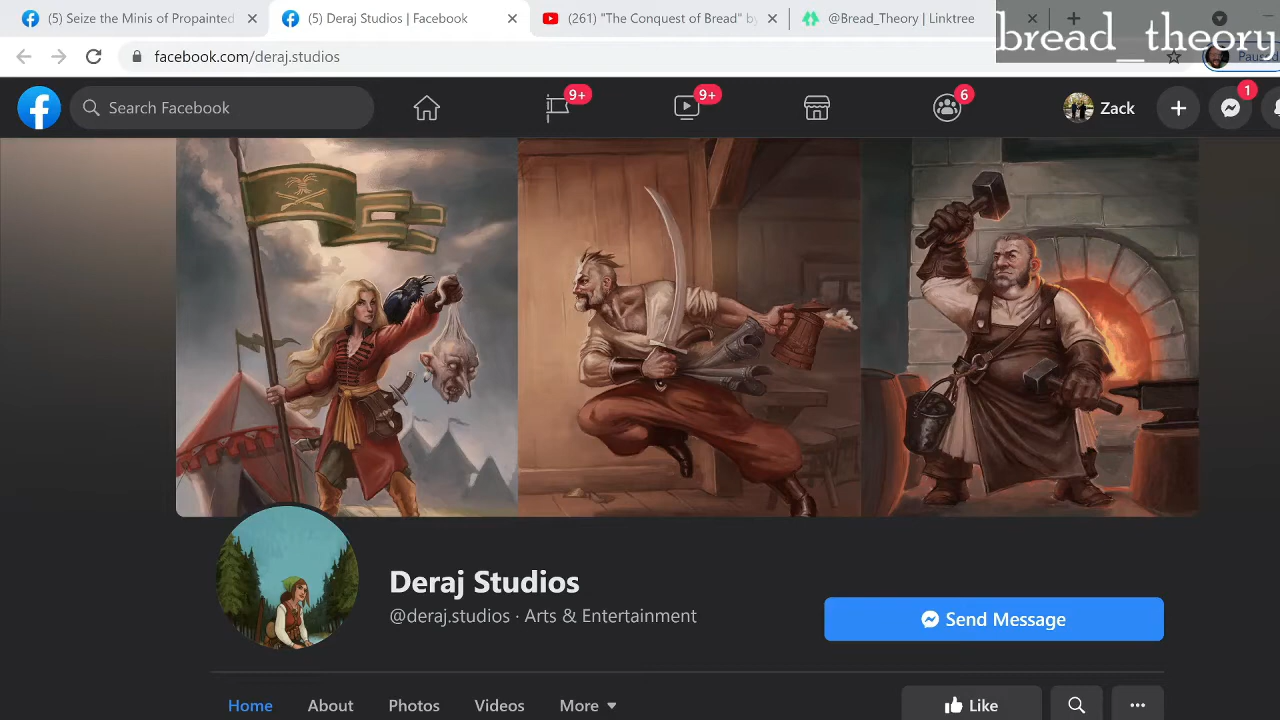 (5) Seize the Minis of Propainted
(5) Deraj Studios | Facebook
(261) "The Conquest of Bread" by
@Bread_Theory | Linktree
bread_theory
facebook.com/deraj.studios
Paused
Search Facebook
9+
9+
6
Zack
1
Deraj Studios
@deraj.studios · Arts & Entertainment
Send Message
Home
About
Photos
Videos
More
Like